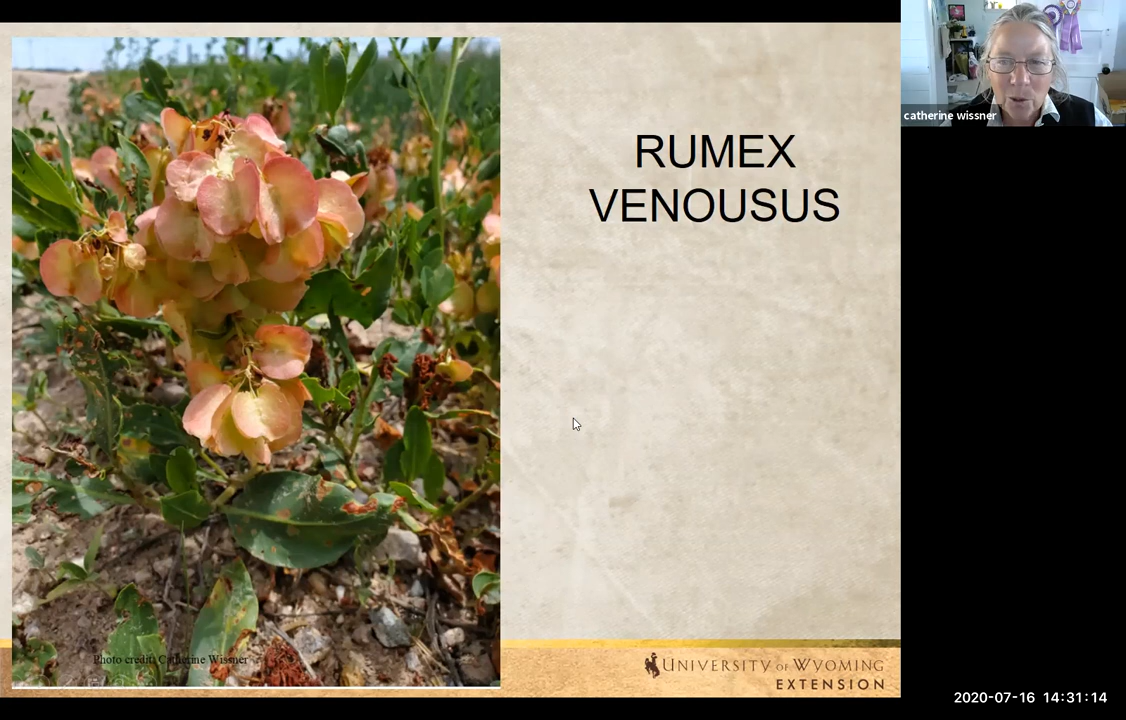 catherine wissner
RUMEX
VENOUSUS
Photo credit: Catherine Wissner
UNIVERSITY OF WYOMING
EXTENSION
2020-07-16 14:31:14